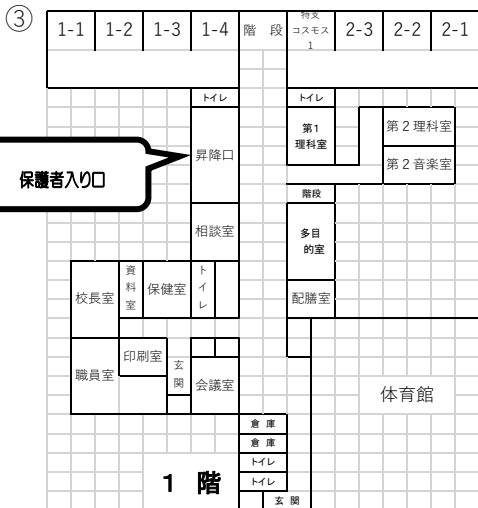 ③
1-1 1-2 1-3 1-4 階 段 特支 2-3 2-2 2-1
コスモス
1
トイレ トイレ
第1
理科室
第２理科室
昇降口
第２音楽室
保護者入り口
階段
相談室
多目
的室
校長室
資
料
室
保健室
ト
イ
レ
配膳室
職員室
印刷室
玄
関
会議室
体育館
倉 庫
倉 庫
トイレ
トイレ
玄 関
１ 階